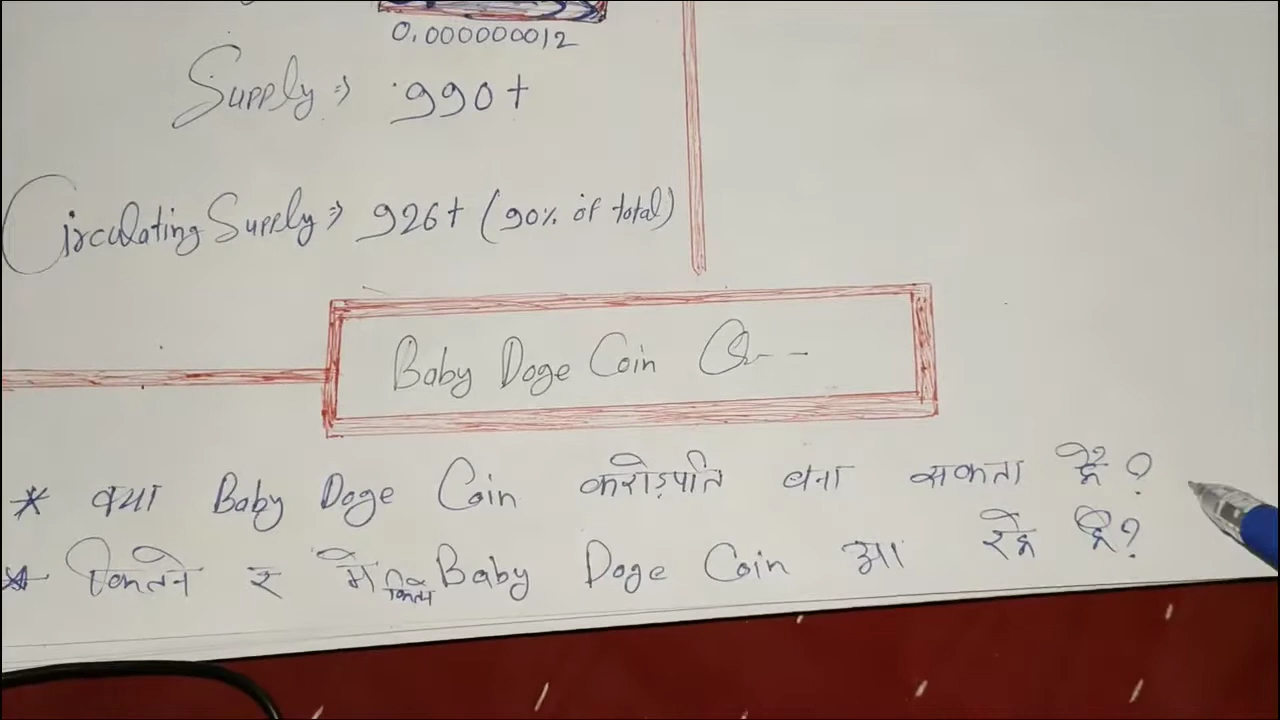 0.000000012
Supply ⇒ 990t
Circulating Supply ⇒ 926t (90% of total)
Baby Doge Coin Qu--
* क्या Baby Doge Coin करोड़पति बना सकता है?
* कितने रु में कितने Baby Doge Coin आ रहे है?